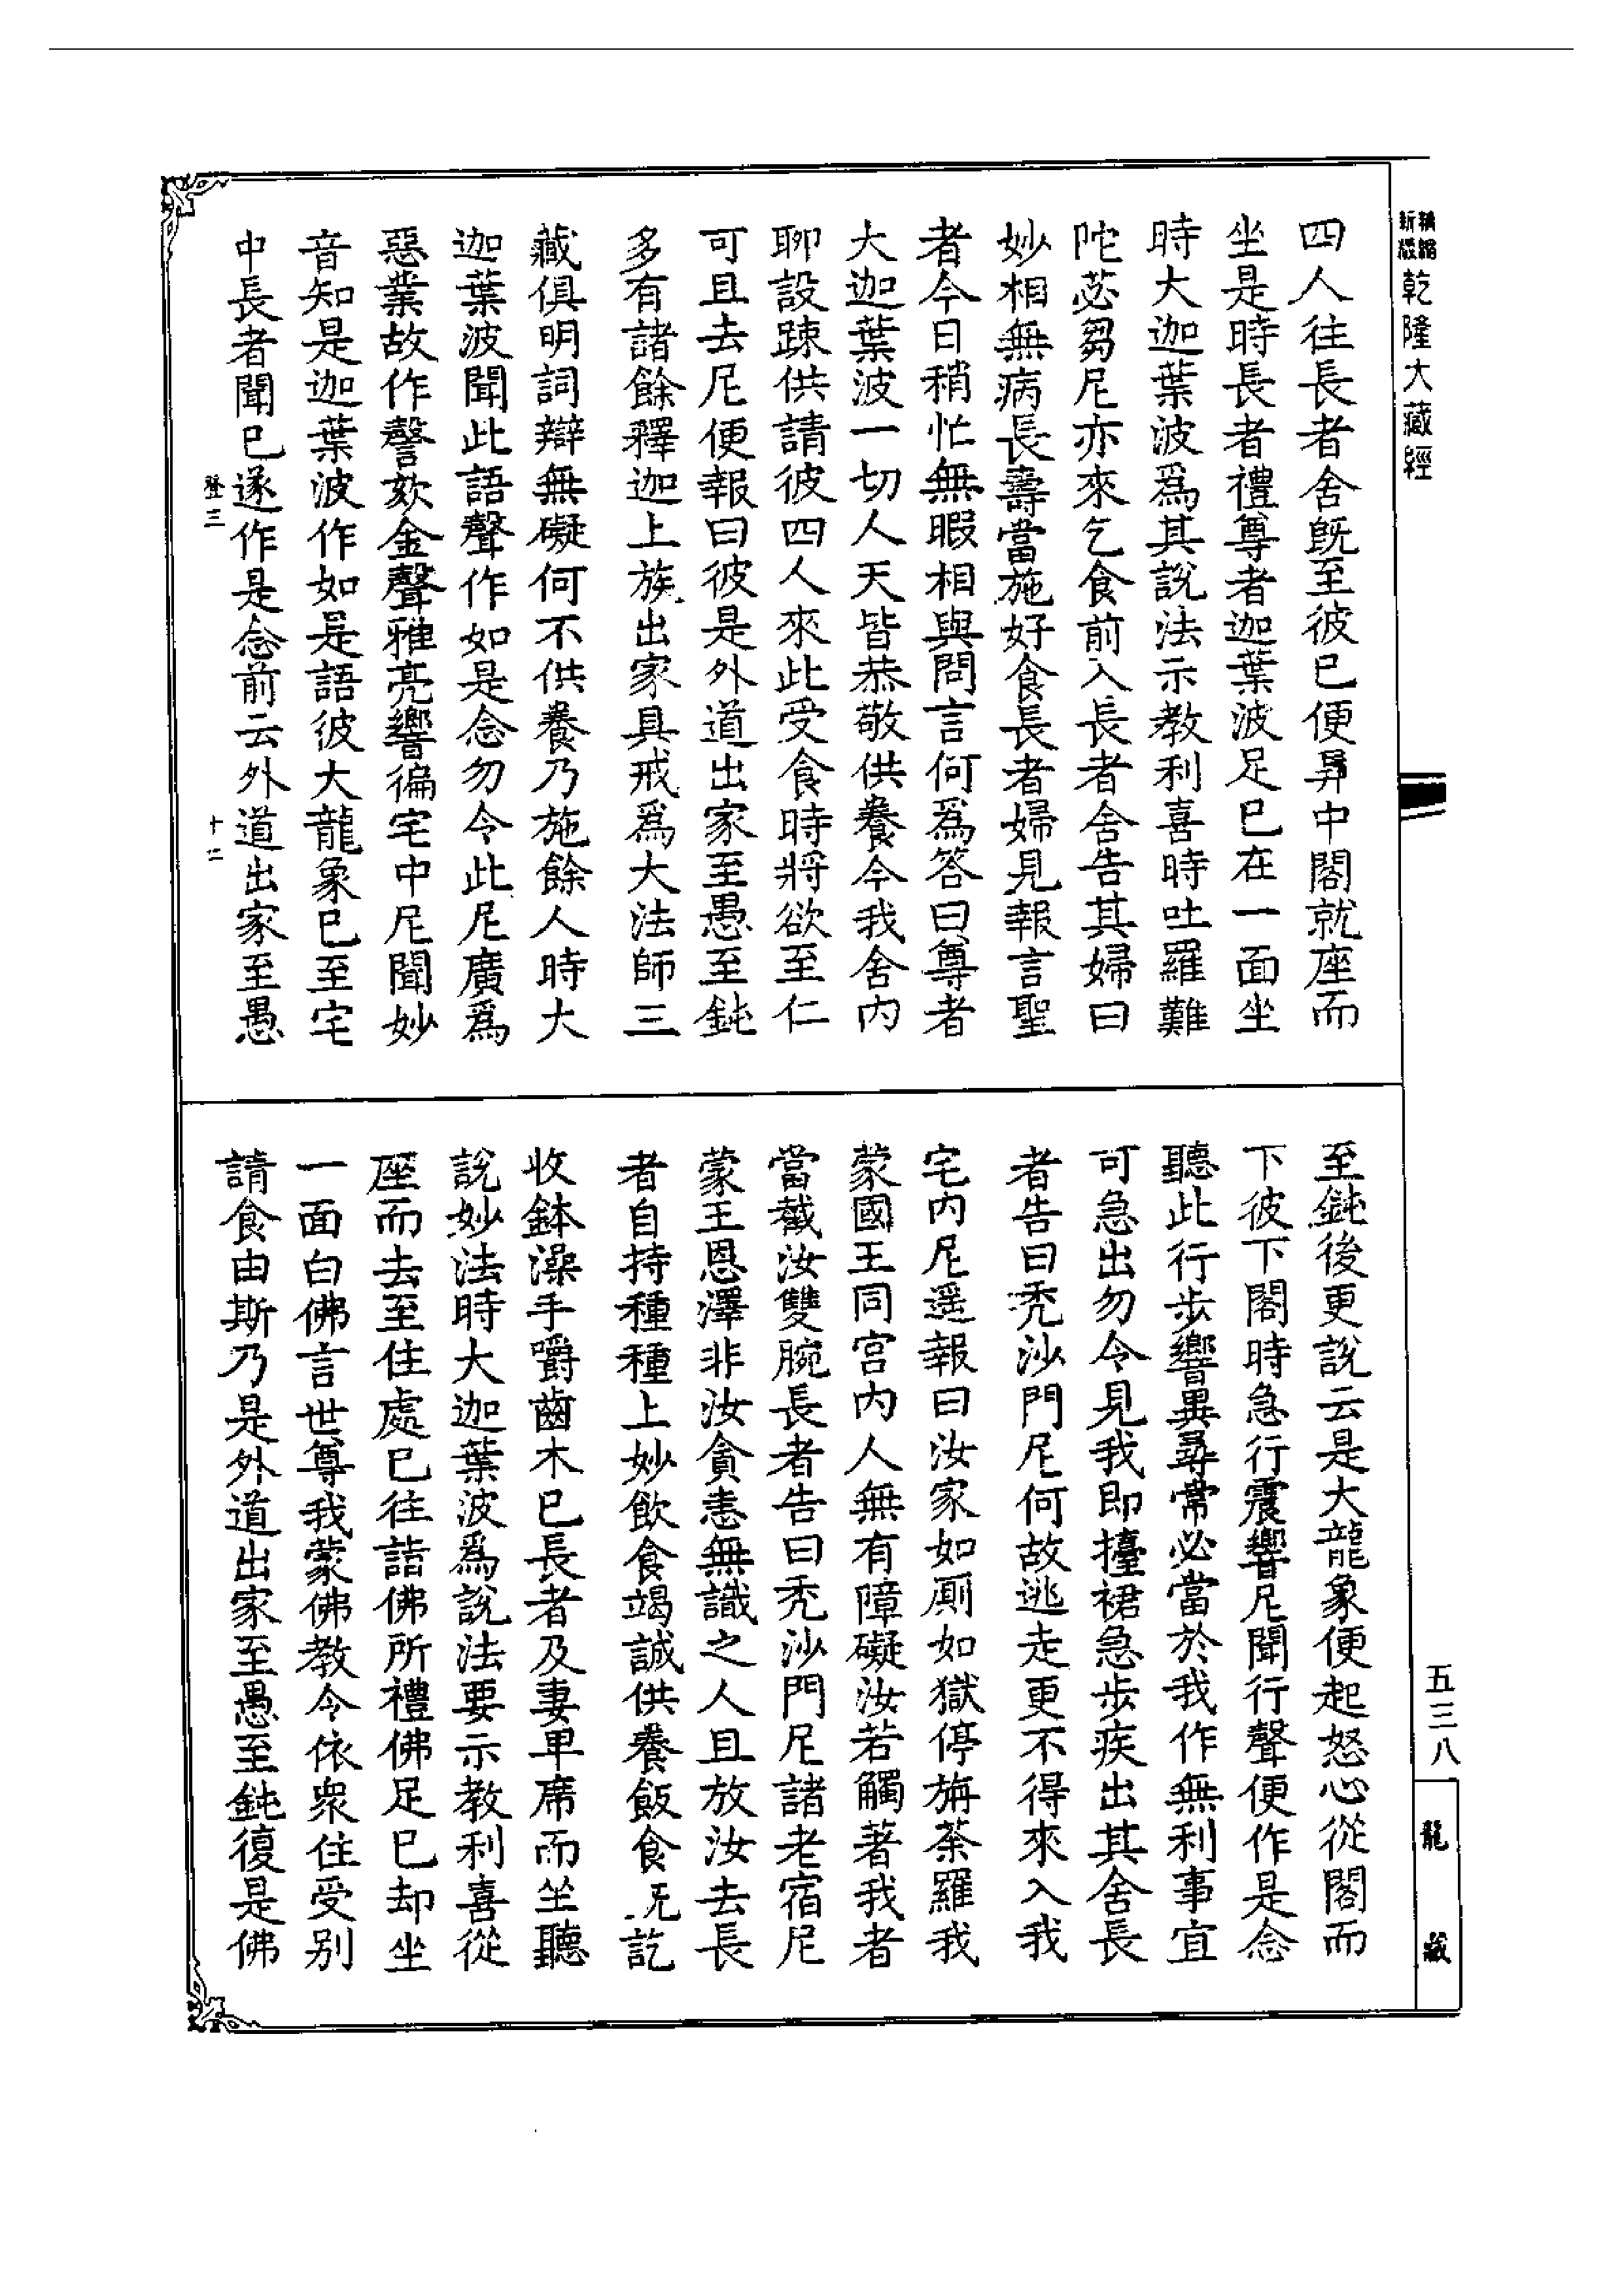 新編縮版 乾隆大藏經
四人往長者舍旣至彼已便昇中閣就座而
坐是時長者禮尊者迦葉波足已在一面坐
時大迦葉波爲其說法示教利喜時吐羅難
陀苾芻尼亦來乞食前入長者舍告其婦曰
妙相無病長壽當施好食長者婦見報言聖
者今日稍忙無暇相與問言何爲答曰尊者
大迦葉波一切人天皆恭敬供養今我舍內
聊設踈供請彼四人來此受食時將欲至仁
可且去尼便報曰彼是外道出家至愚至鈍
多有諸餘釋迦上族出家具戒爲大法師三
藏俱明詞辯無礙何不供養乃施餘人時大
迦葉波聞此語聲作如是念勿令此尼廣爲
惡業故作謦欬金聲雅亮響徧宅中尼聞妙
音知是迦葉波作如是語彼大龍象已至宅
中長者聞已遂作是念前云外道出家至愚
登三 十二
至鈍後更說云是大龍象便起怒心從閣而
下彼下閣時急行震響尼聞行聲便作是念
聽此行步響異尋常必當於我作無利事宜
可急出勿令見我即擡裙急步疾出其舍長
者告曰禿沙門尼何故逃走更不得來入我
宅內尼遥報曰汝家如厠如獄停旃荼羅我
蒙國王同宮內人無有障礙汝若觸著我者
當截汝雙腕長者告曰禿沙門尼諸老宿尼
蒙王恩澤非汝貪恚無識之人且放汝去長
者自持種種上妙飲食竭誠供養飯食旣訖
收鉢澡手嚼齒木已長者及妻卑席而坐聽
說妙法時大迦葉波爲說法要示教利喜從
座而去至住處已往詣佛所禮佛足已却坐
一面白佛言世尊我蒙佛教令依衆住受别
請食由斯乃是外道出家至愚至鈍復是佛
五三八
龍藏